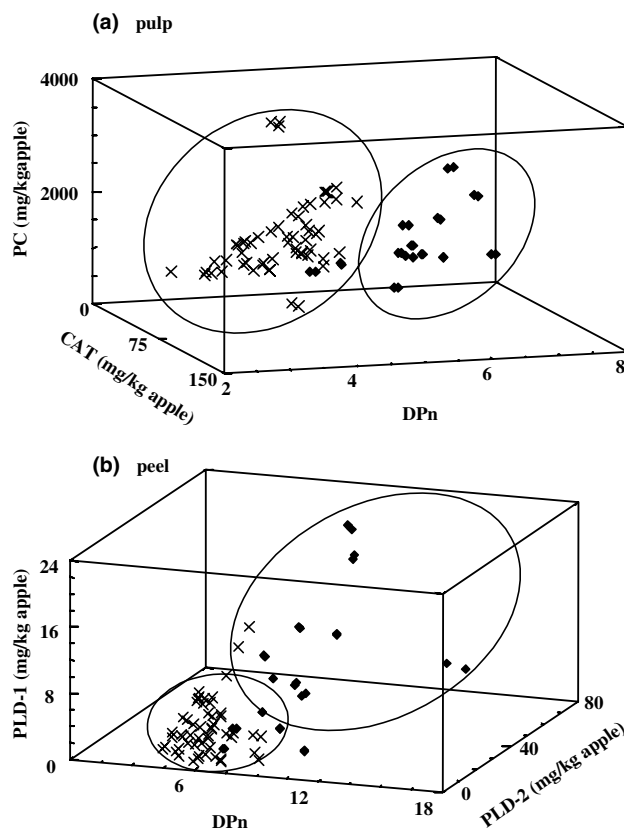 (a) pulp
4000
2000
0
PC (mg/kgapple)
75
150
CAT (mg/kg apple)
2
4
6
8
DPn
(b) peel
24
16
8
0
PLD-1 (mg/kg apple)
6
12
18
DPn
0
40
80
PLD-2 (mg/kg apple)